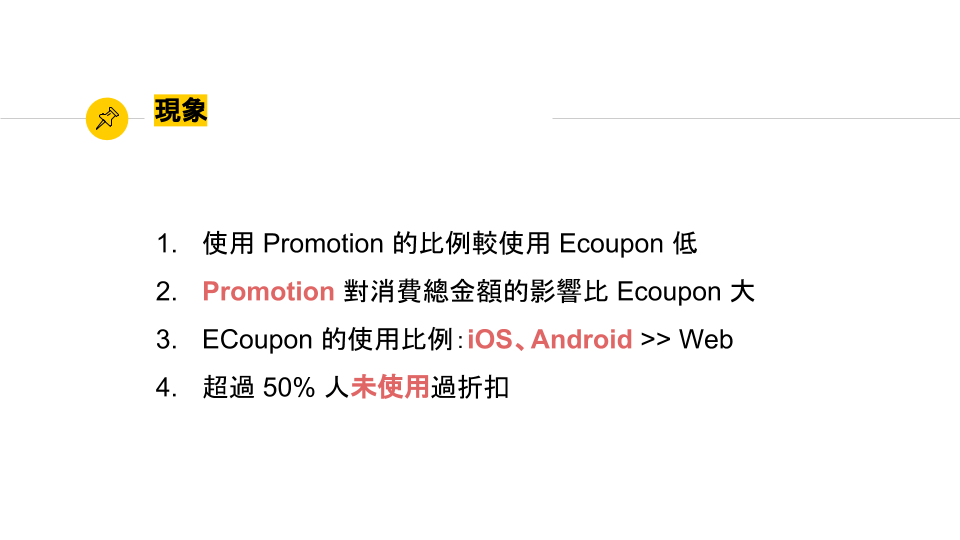 現象
1. 使用 Promotion 的比例較使用 Ecoupon 低
2. Promotion 對消費總金額的影響比 Ecoupon 大
3. ECoupon 的使用比例：iOS、Android >> Web
4. 超過 50% 人未使用過折扣